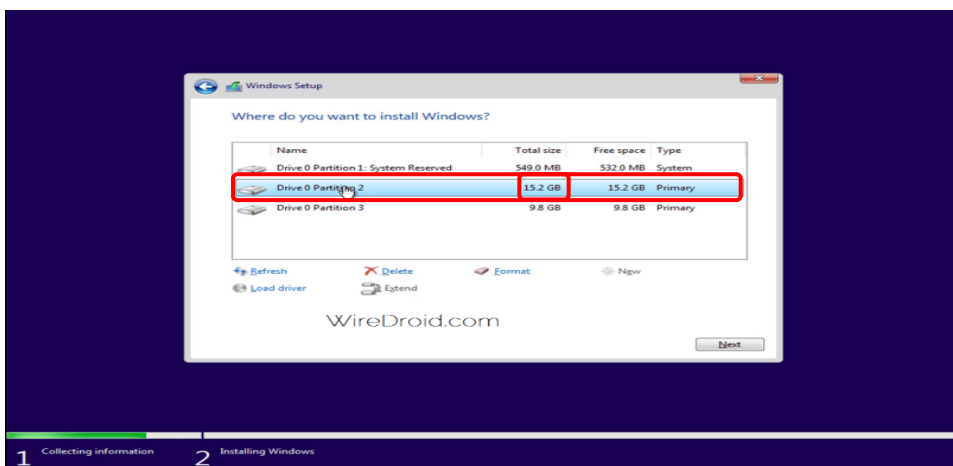 Windows Setup
Where do you want to install Windows?
Name Total size Free space Type
Drive 0 Partition 1: System Reserved 549.0 MB 532.0 MB System
Drive 0 Partition 2 15.2 GB 15.2 GB Primary
Drive 0 Partition 3 9.8 GB 9.8 GB Primary
Refresh Delete Format New
Load driver Extend
WireDroid.com
Next
1 Collecting information 2 Installing Windows